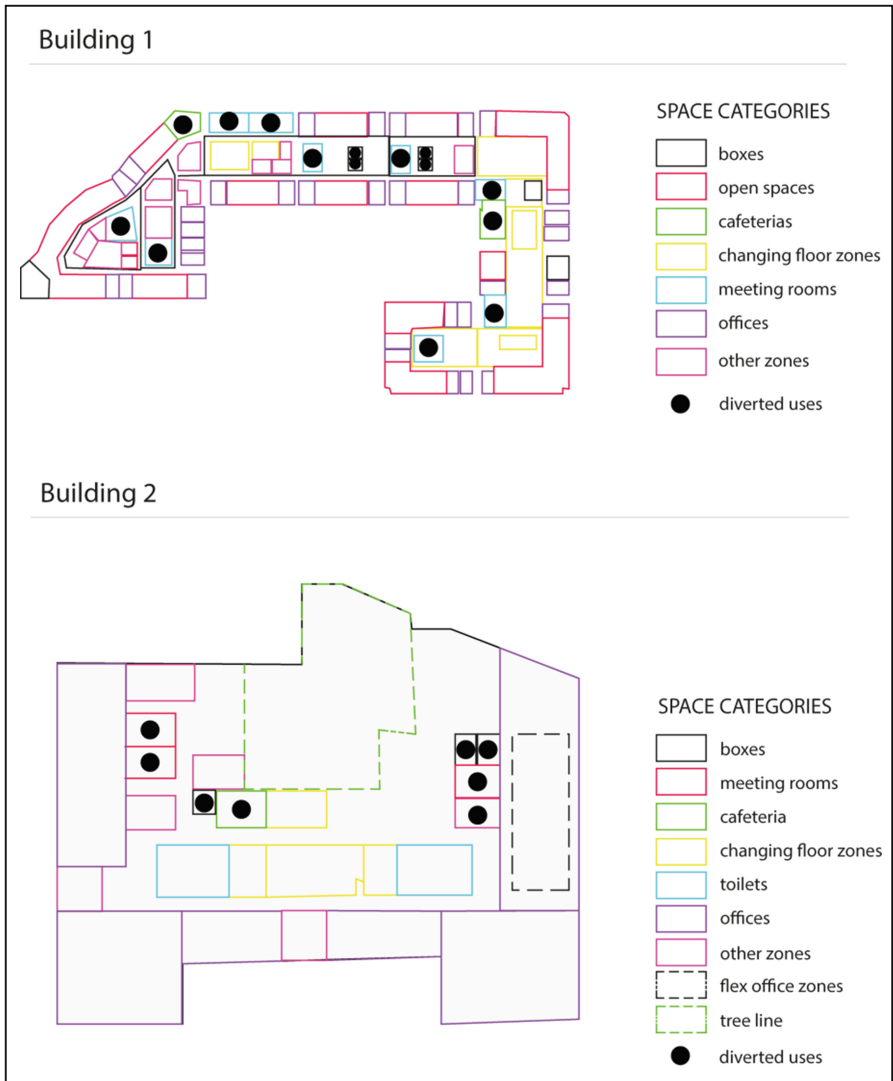 Building 1
SPACE CATEGORIES
boxes
open spaces
cafeterias
changing floor zones
meeting rooms
offices
other zones
diverted uses
Building 2
SPACE CATEGORIES
boxes
meeting rooms
cafeteria
changing floor zones
toilets
offices
other zones
flex office zones
tree line
diverted uses